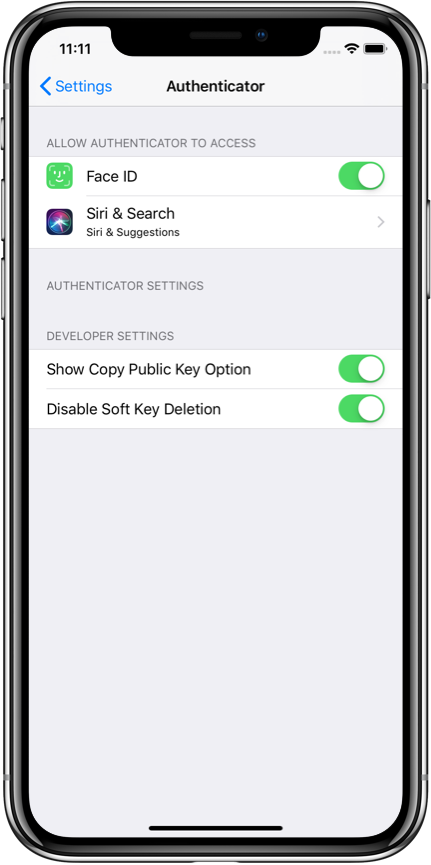 11:11
Settings
Authenticator
ALLOW AUTHENTICATOR TO ACCESS
Face ID
Siri & Search
Siri & Suggestions
AUTHENTICATOR SETTINGS
DEVELOPER SETTINGS
Show Copy Public Key Option
Disable Soft Key Deletion